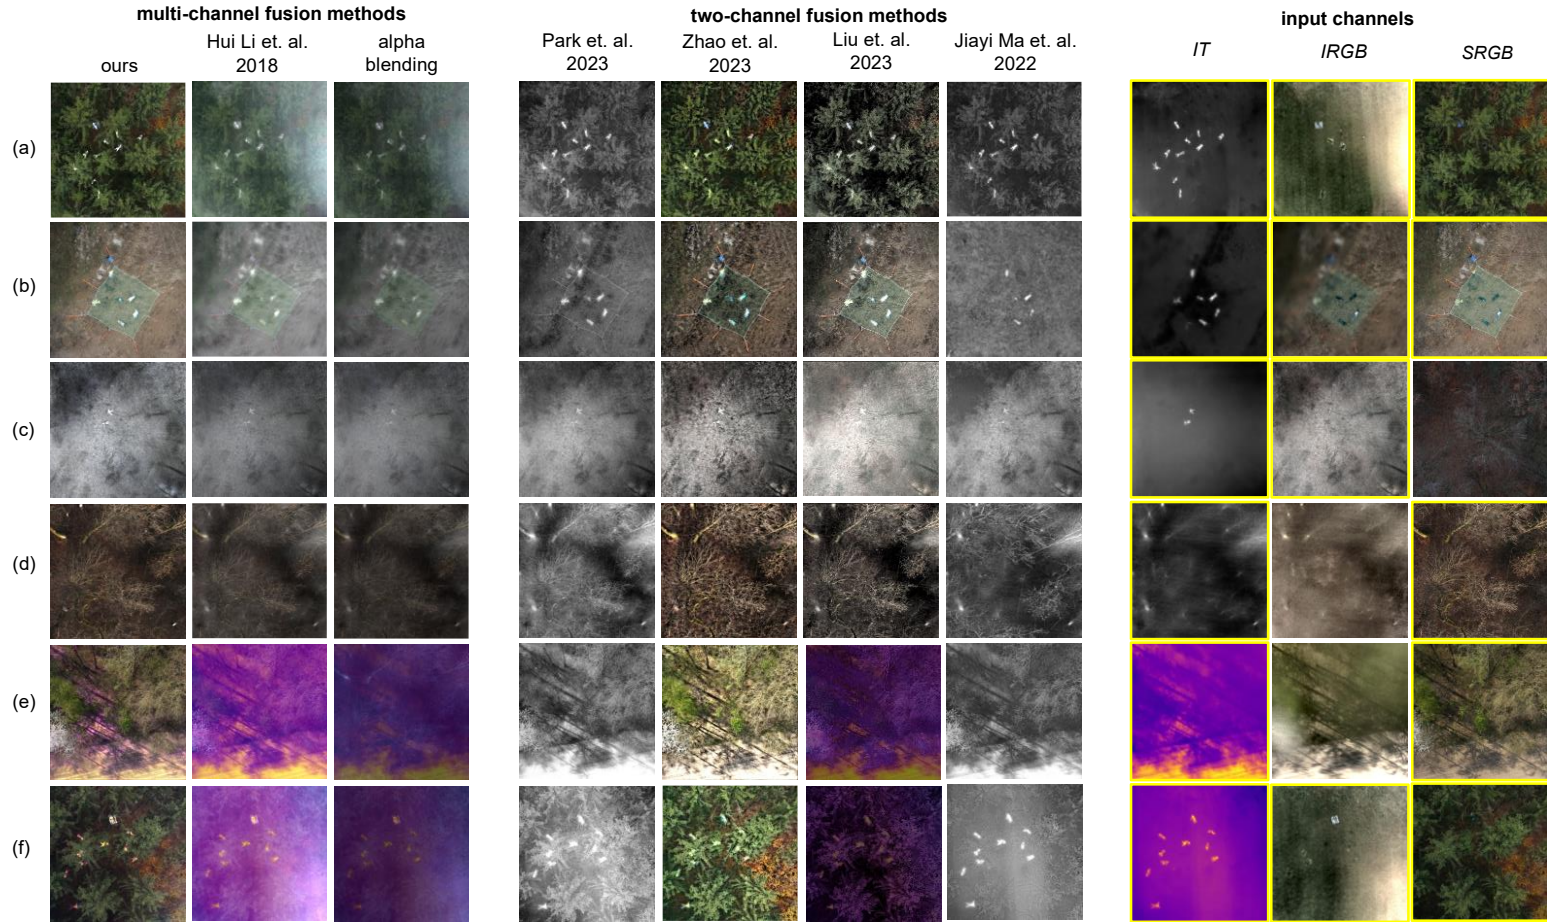 multi-channel fusion methods
two-channel fusion methods
input channels
ours
Hui Li et. al.
2018
alpha
blending
Park et. al.
2023
Zhao et. al.
2023
Liu et. al.
2023
Jiayi Ma et. al.
2022
IT
IRGB
SRGB
(a)
(b)
(c)
(d)
(e)
(f)